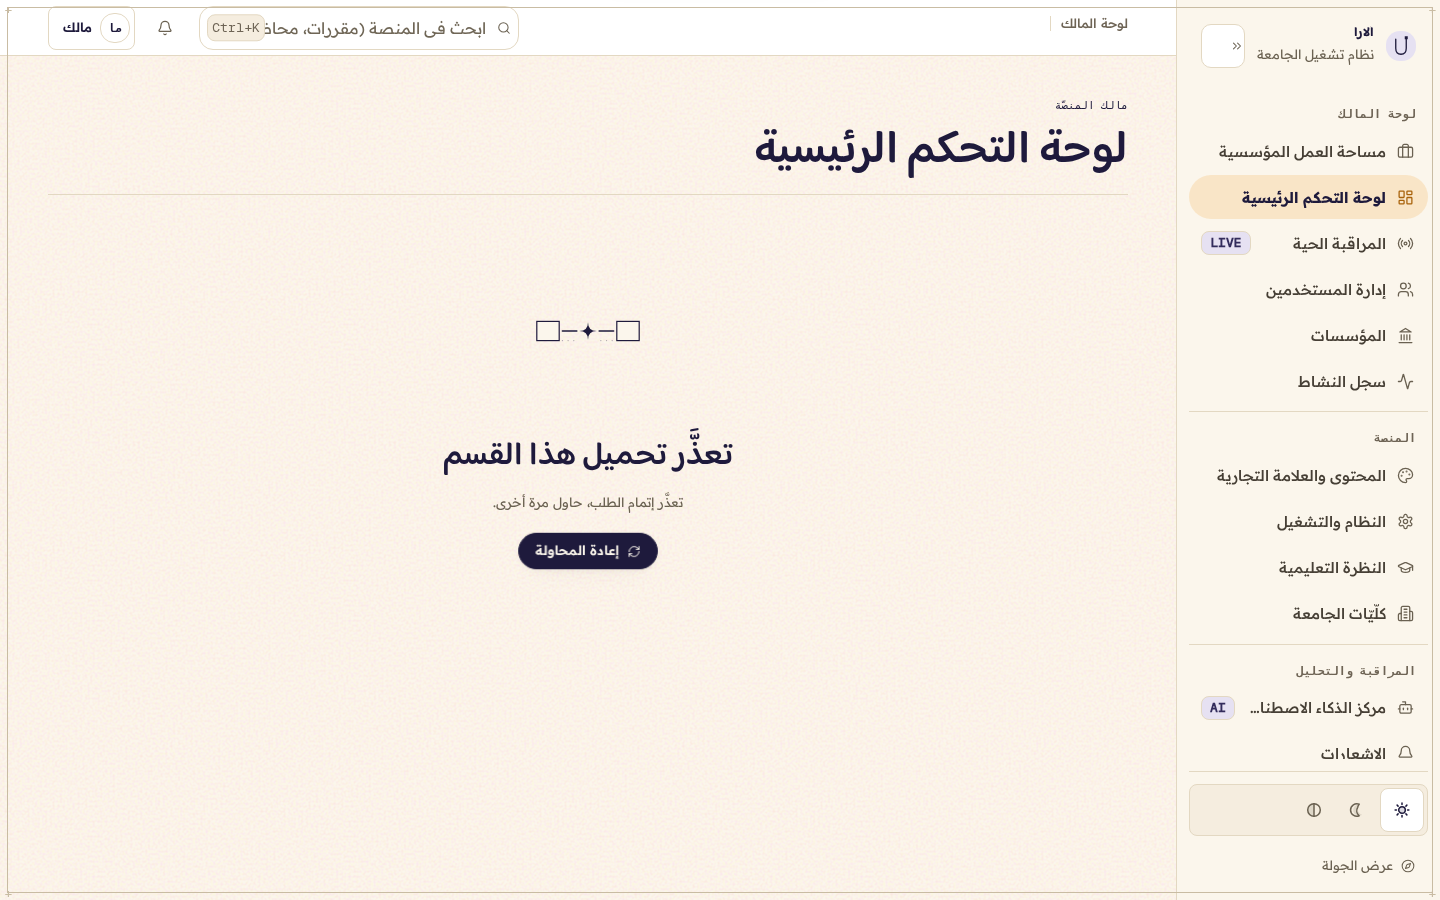 الارا
نظام تشغيل الجامعة
لوحة المالك
مساحة العمل المؤسسية
لوحة التحكم الرئيسية
المراقبة الحية
LIVE
إدارة المستخدمين
المؤسسات
سجل النشاط
المنصة
المحتوى والعلامة التجارية
النظام والتشغيل
النظرة التعليمية
كلّيّات الجامعة
المراقبة والتحليل
مركز الذكاء الاصطنا...
AI
الإشعارات
عرض الجولة
لوحة المالك
ابحث في المنصة (مقررات، محاض
Ctrl+K
ما
مالك
مالك المنصّة
لوحة التحكم الرئيسية
تعذَّر تحميل هذا القسم
تعذَّر إتمام الطلب، حاول مرة أخرى.
إعادة المحاولة